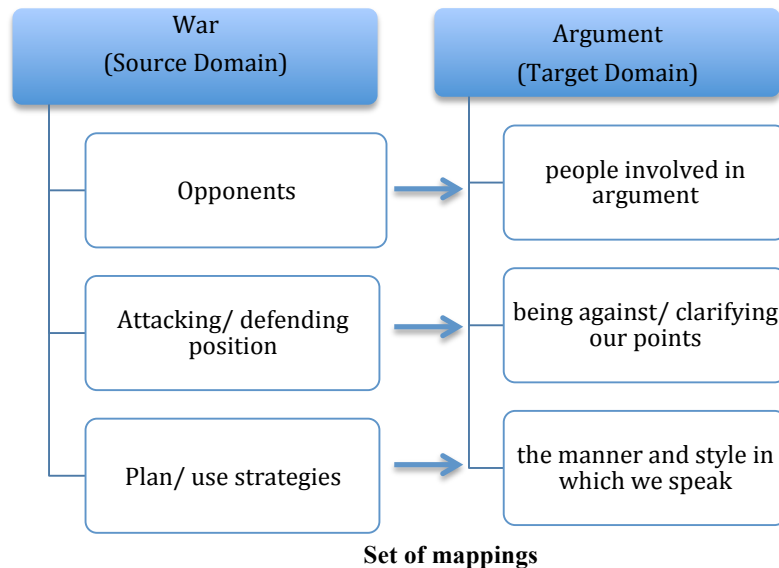 War
(Source Domain)
Argument
(Target Domain)
Opponents
people involved in
argument
Attacking/ defending
position
being against/ clarifying
our points
Plan/ use strategies
the manner and style in
which we speak
Set of mappings